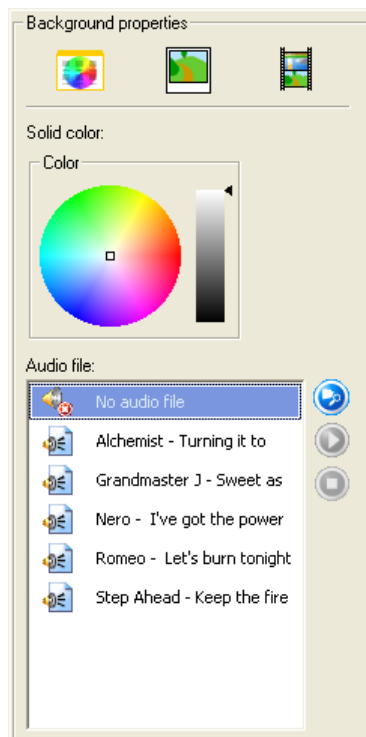 Background properties
Solid color:
Color
Audio file:
No audio file
Alchemist - Turning it to
Grandmaster J - Sweet as
Nero -  I've got the power
Romeo -  Let's burn tonight
Step Ahead - Keep the fire